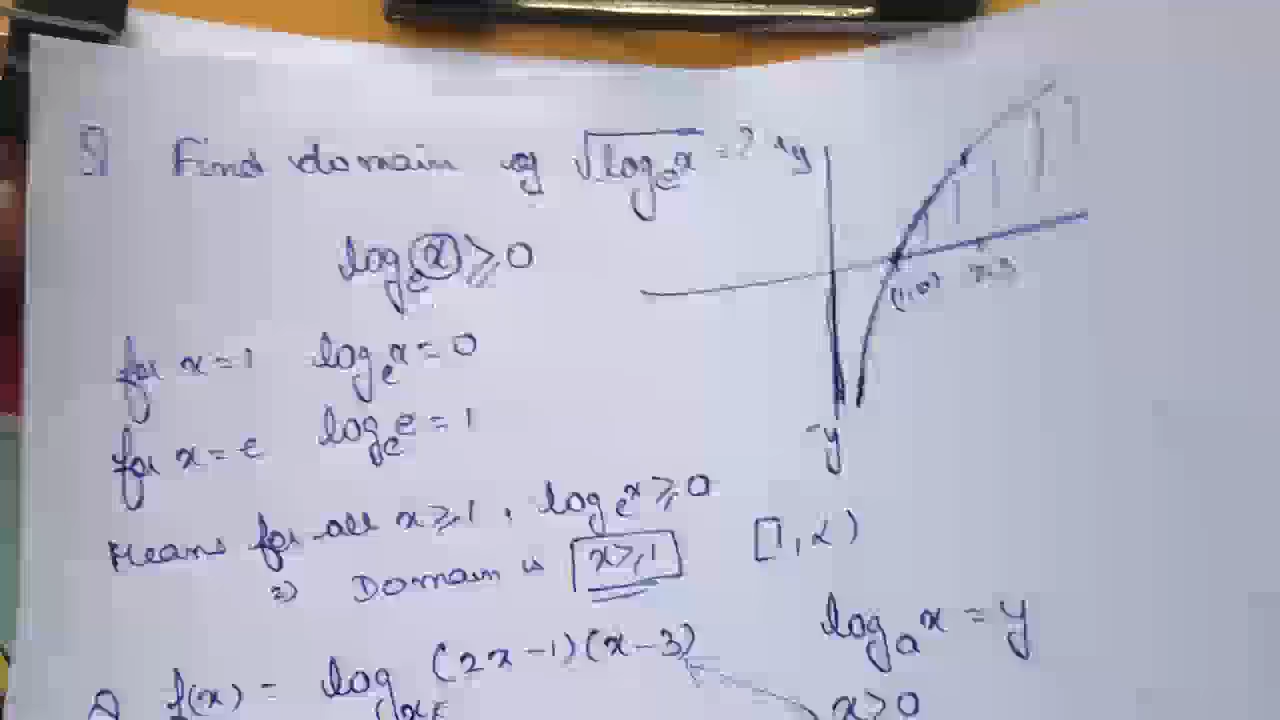 5) Find domain of √logₑx = ?
logₑx ≥ 0
for x = 1 logₑx = 0
for x = e logₑe = 1
Means for all x ≥ 1, logₑx ≥ 0
⇒ Domain is x ≥ 1 [1, ∝)
y
(1,0)
-y
logₐx = y
x > 0
f(x) = log (2x-1)(x-3)